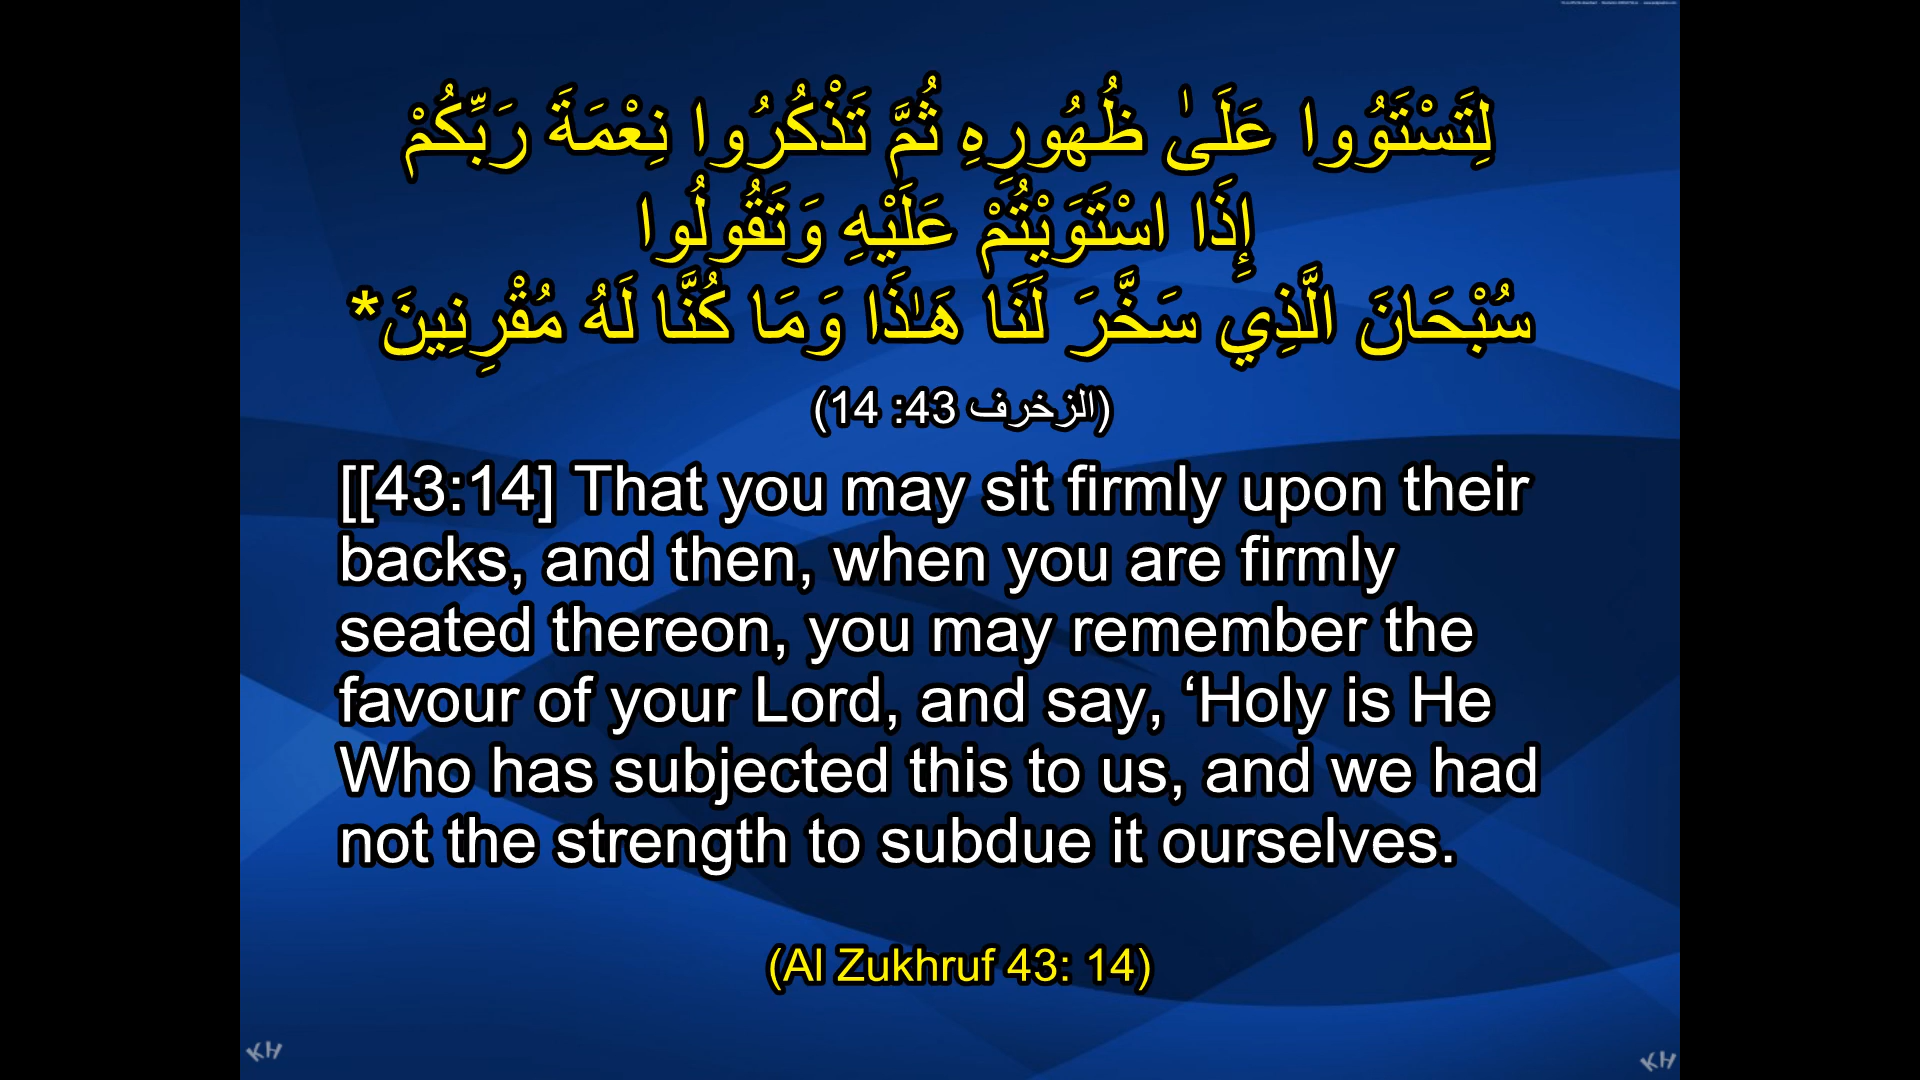 لِتَسْتَوُوا عَلَىٰ ظُهُورِهِ ثُمَّ تَذْكُرُوا نِعْمَةَ رَبِّكُمْ
إِذَا اسْتَوَيْتُمْ عَلَيْهِ وَتَقُولُوا
سُبْحَانَ الَّذِي سَخَّرَ لَنَا هَـٰذَا وَمَا كُنَّا لَهُ مُقْرِنِينَ*
(الزخرف 43: 14)
[[43:14] That you may sit firmly upon their
backs, and then, when you are firmly
seated thereon, you may remember the
favour of your Lord, and say, ‘Holy is He
Who has subjected this to us, and we had
not the strength to subdue it ourselves.
(Al Zukhruf 43: 14)
KH
KH